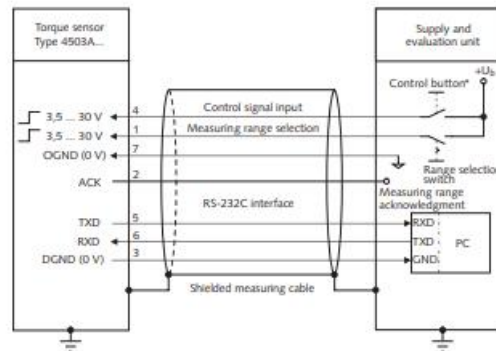 Torque sensor
Type 4503A...
Supply and
evaluation unit
+Ub
Control button*
4
Control signal input
3,5 ... 30 V
1
Measuring range selection
3,5 ... 30 V
7
OGND (0 V)
Range selection
switch
2
ACK
Measuring range
acknowledgment
RS-232C interface
5
TXD
RXD
6
RXD
TXD
PC
3
DGND (0 V)
GND
Shielded measuring cable